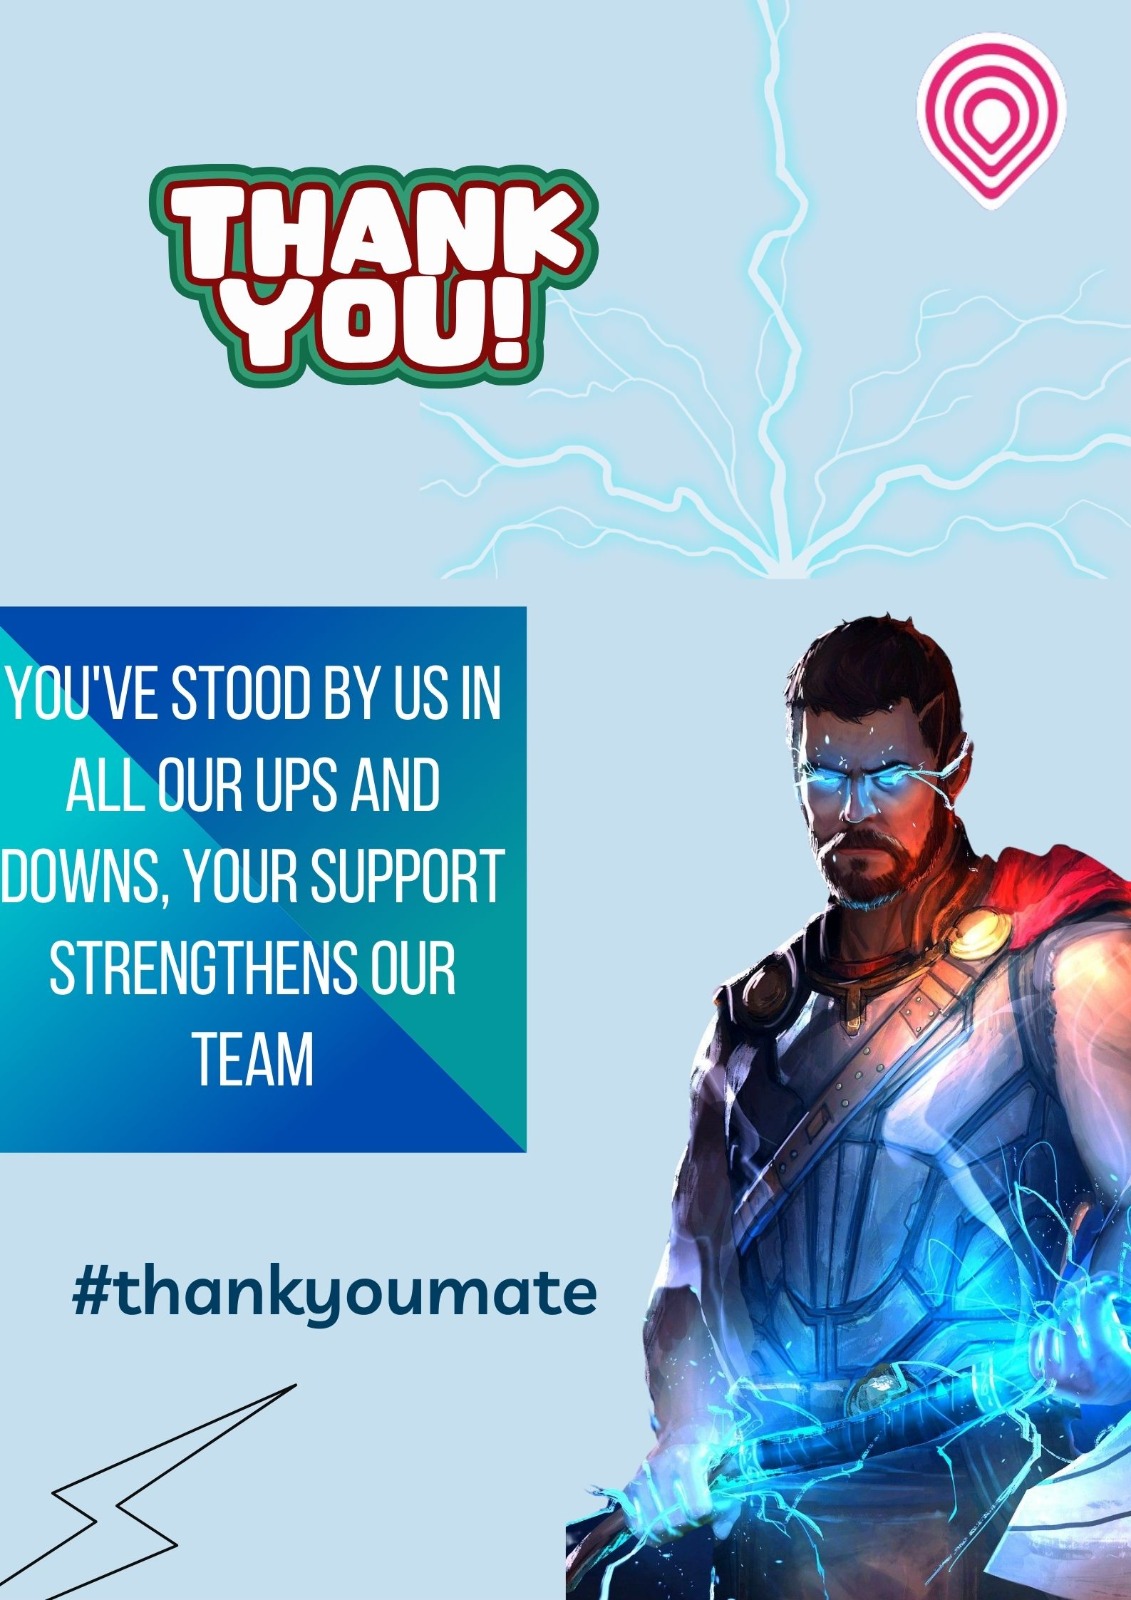 THANK
YOU!
YOU'VE STOOD BY US IN
ALL OUR UPS AND
DOWNS, YOUR SUPPORT
STRENGTHENS OUR
TEAM
#thankyoumate